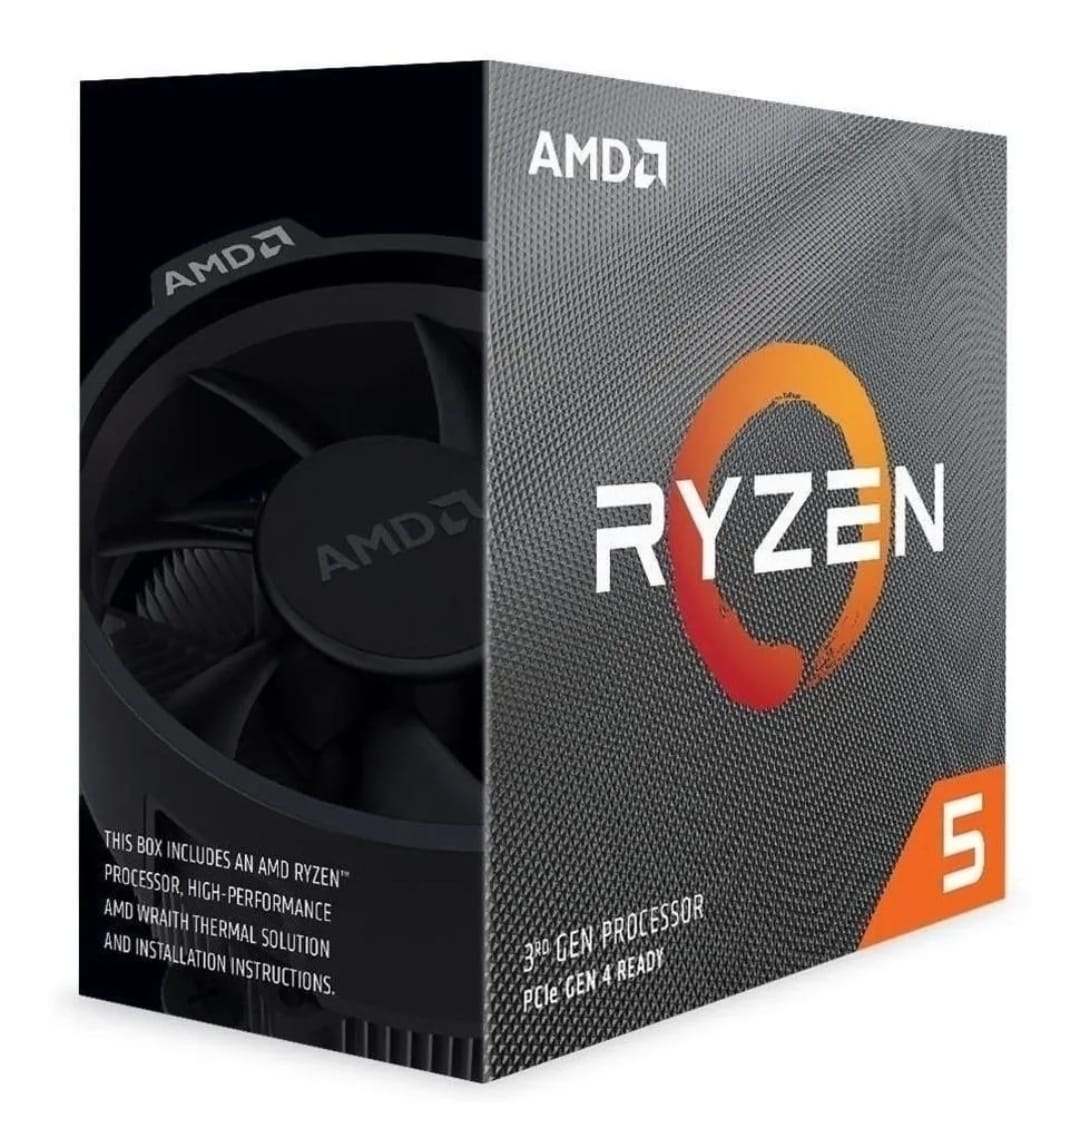 AMD
AMD
AMD
THIS BOX INCLUDES AN AMD RYZEN™
PROCESSOR, HIGH-PERFORMANCE
AMD WRAITH THERMAL SOLUTION
AND INSTALLATION INSTRUCTIONS.
RYZEN
5
3RD GEN PROCESSOR
PCIe GEN 4 READY